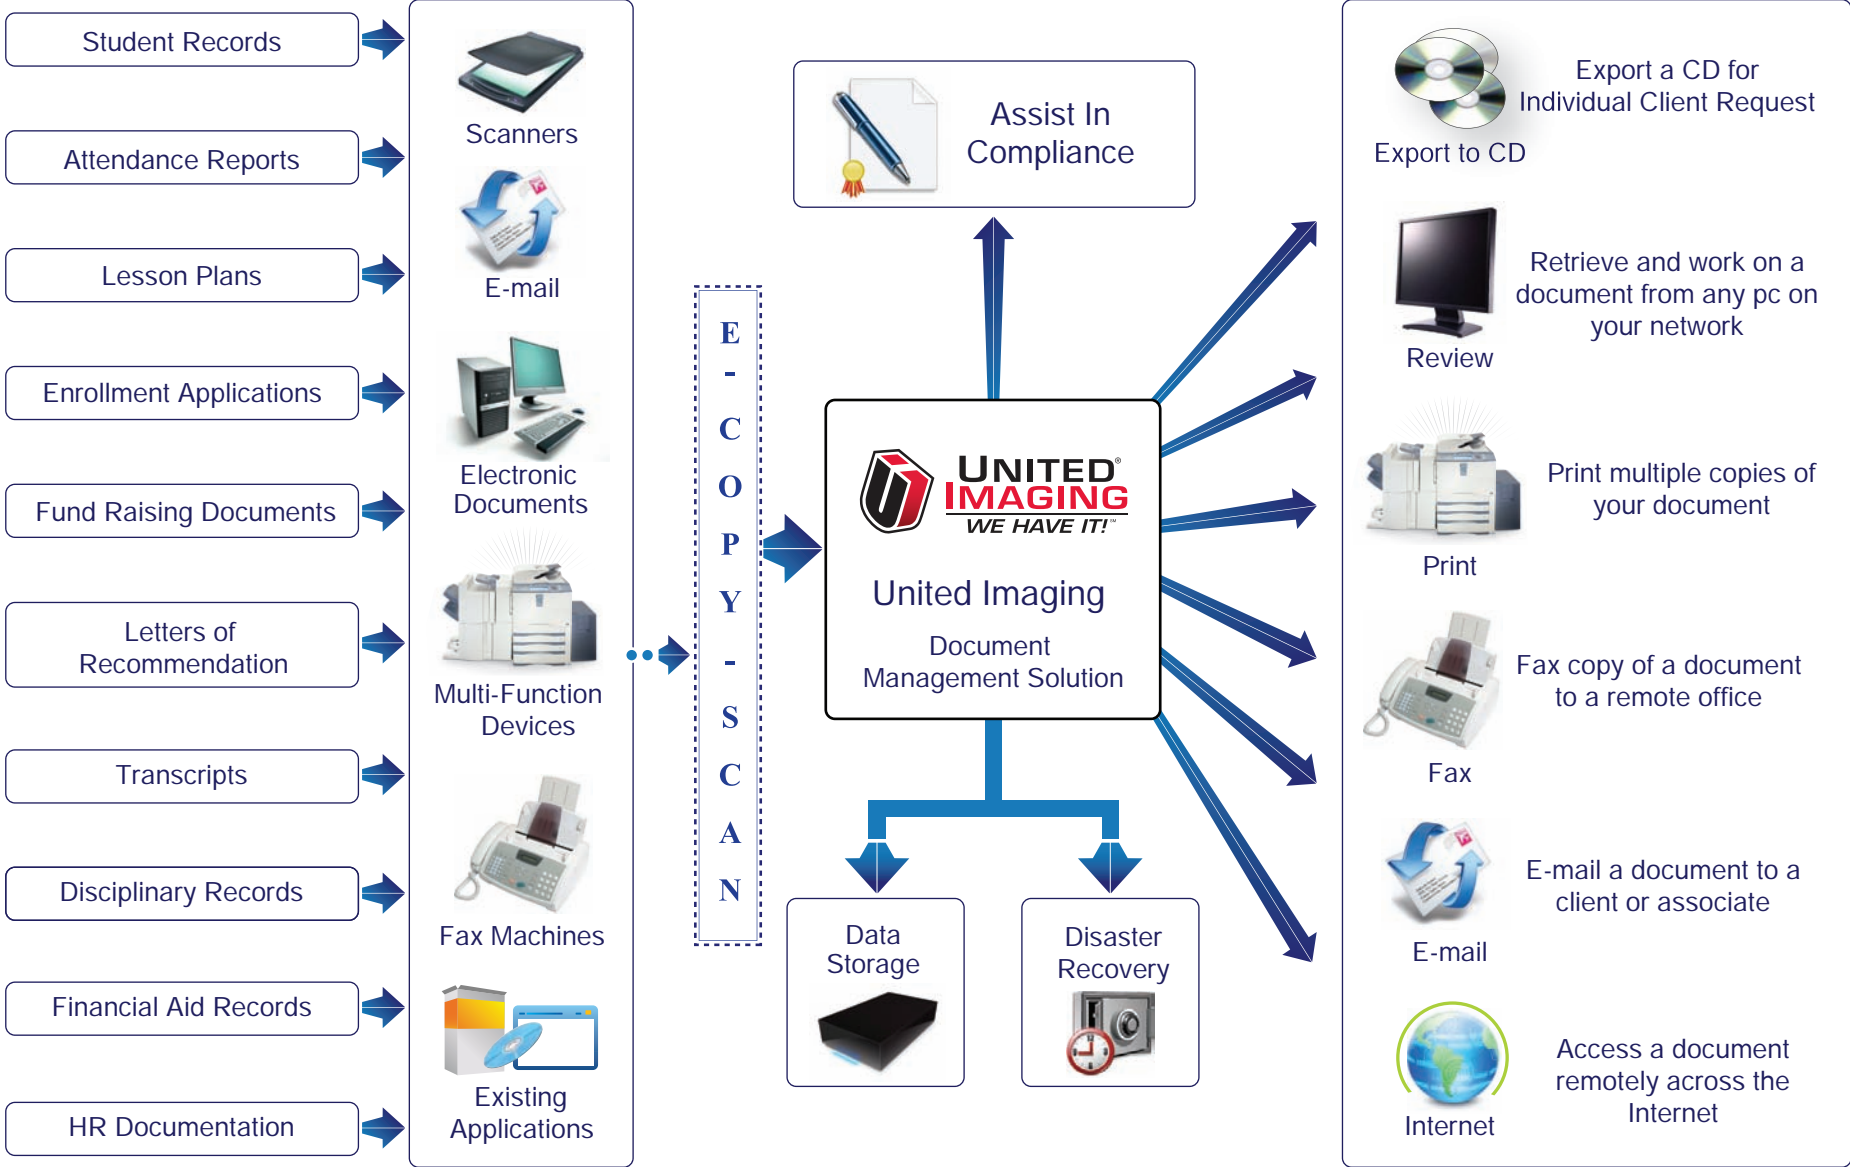 Student Records
Attendance Reports
Lesson Plans
Enrollment Applications
Fund Raising Documents
Letters of
Recommendation
Transcripts
Disciplinary Records
Financial Aid Records
HR Documentation
Scanners
E-mail
Electronic
Documents
Multi-Function
Devices
Fax Machines
Existing
Applications
E-COPY-SCAN
Assist In
Compliance
UNITED®
IMAGING
WE HAVE IT!™
United Imaging
Document
Management Solution
Data
Storage
Disaster
Recovery
Export to CD
Export a CD for
Individual Client Request
Review
Retrieve and work on a
document from any pc on
your network
Print
Print multiple copies of
your document
Fax
Fax copy of a document
to a remote office
E-mail
E-mail a document to a
client or associate
Internet
Access a document
remotely across the
Internet